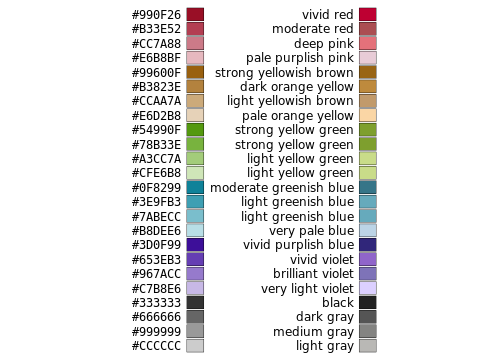 #990F26 vivid red
#B33E52 moderate red
#CC7A88 deep pink
#E6B8BF pale purplish pink
#99600F strong yellowish brown
#B3823E dark orange yellow
#CCAA7A light yellowish brown
#E6D2B8 pale orange yellow
#54990F strong yellow green
#78B33E strong yellow green
#A3CC7A light yellow green
#CFE6B8 light yellow green
#0F8299 moderate greenish blue
#3E9FB3 light greenish blue
#7ABECC light greenish blue
#B8DEE6 very pale blue
#3D0F99 vivid purplish blue
#653EB3 vivid violet
#967ACC brilliant violet
#C7B8E6 very light violet
#333333 black
#666666 dark gray
#999999 medium gray
#CCCCCC light gray